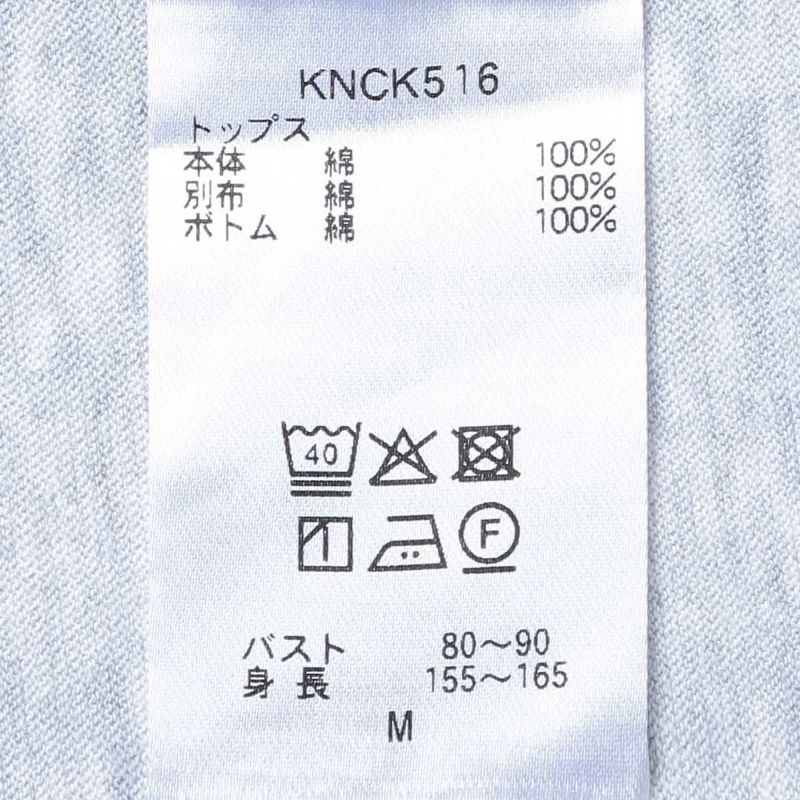 KNCK516
トップス
本体 綿 100%
別布 綿 100%
ボトム 綿 100%
40
F
バスト 80～90
身長 155～165
M